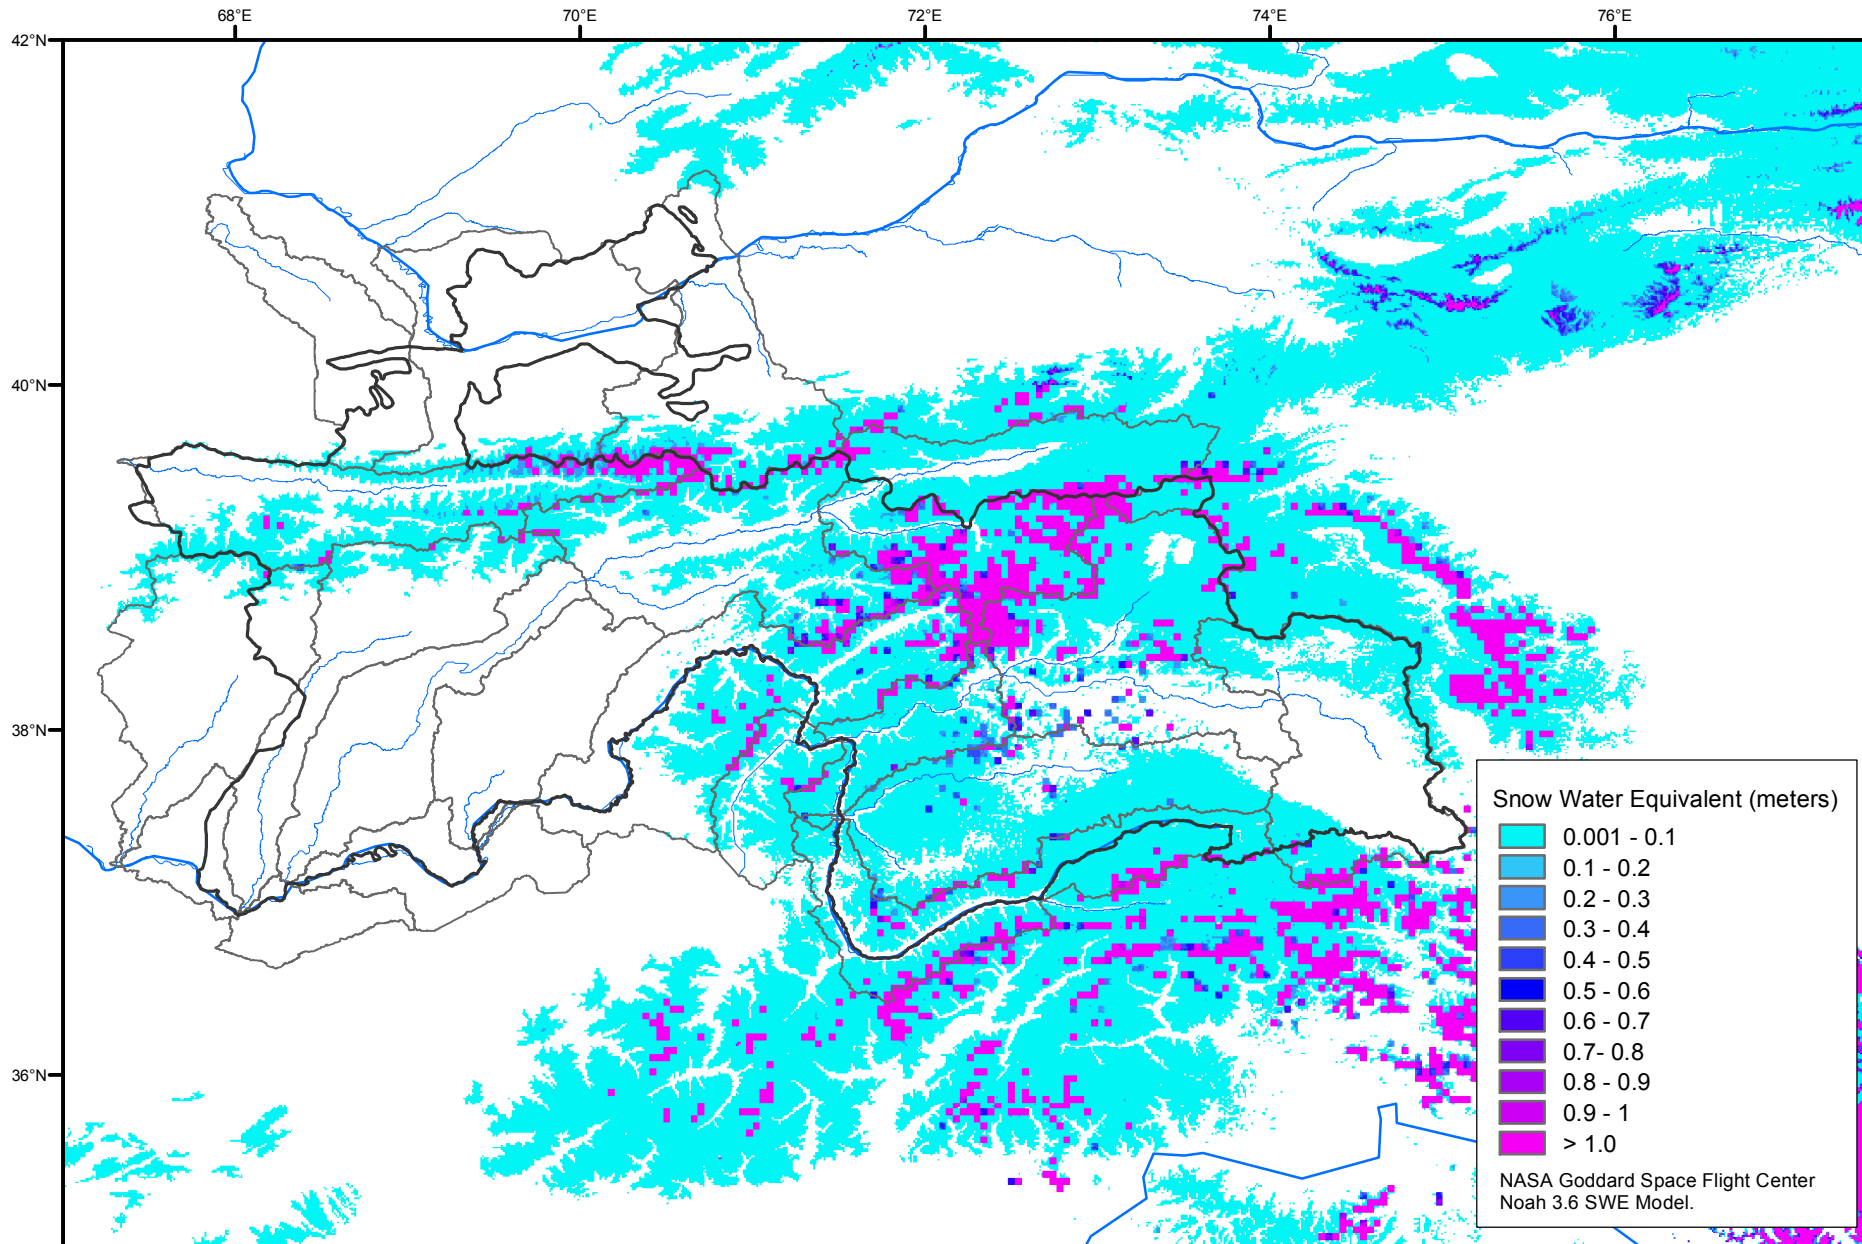 68°E 70°E 72°E 74°E 76°E
42°N
40°N
38°N
36°N
Snow Water Equivalent (meters)
0.001 - 0.1
0.1 - 0.2
0.2 - 0.3
0.3 - 0.4
0.4 - 0.5
0.5 - 0.6
0.6 - 0.7
0.7- 0.8
0.8 - 0.9
0.9 - 1
> 1.0
NASA Goddard Space Flight Center
Noah 3.6 SWE Model.